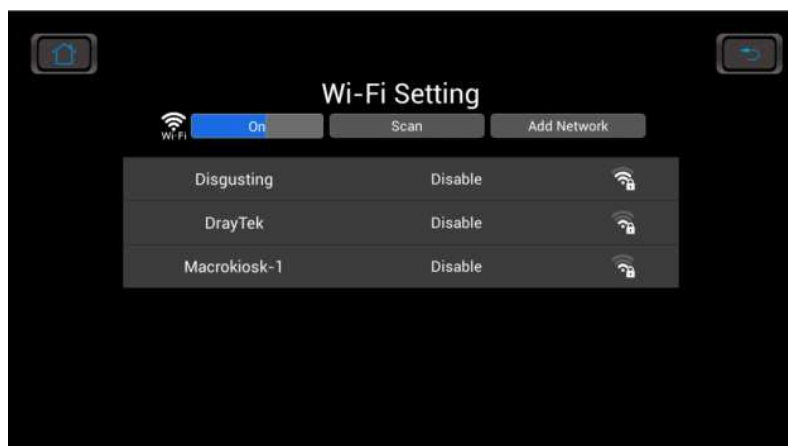 Wi-Fi Setting
Wi-Fi On Scan Add Network
Disgusting Disable
DrayTek Disable
Macrokiosk-1 Disable